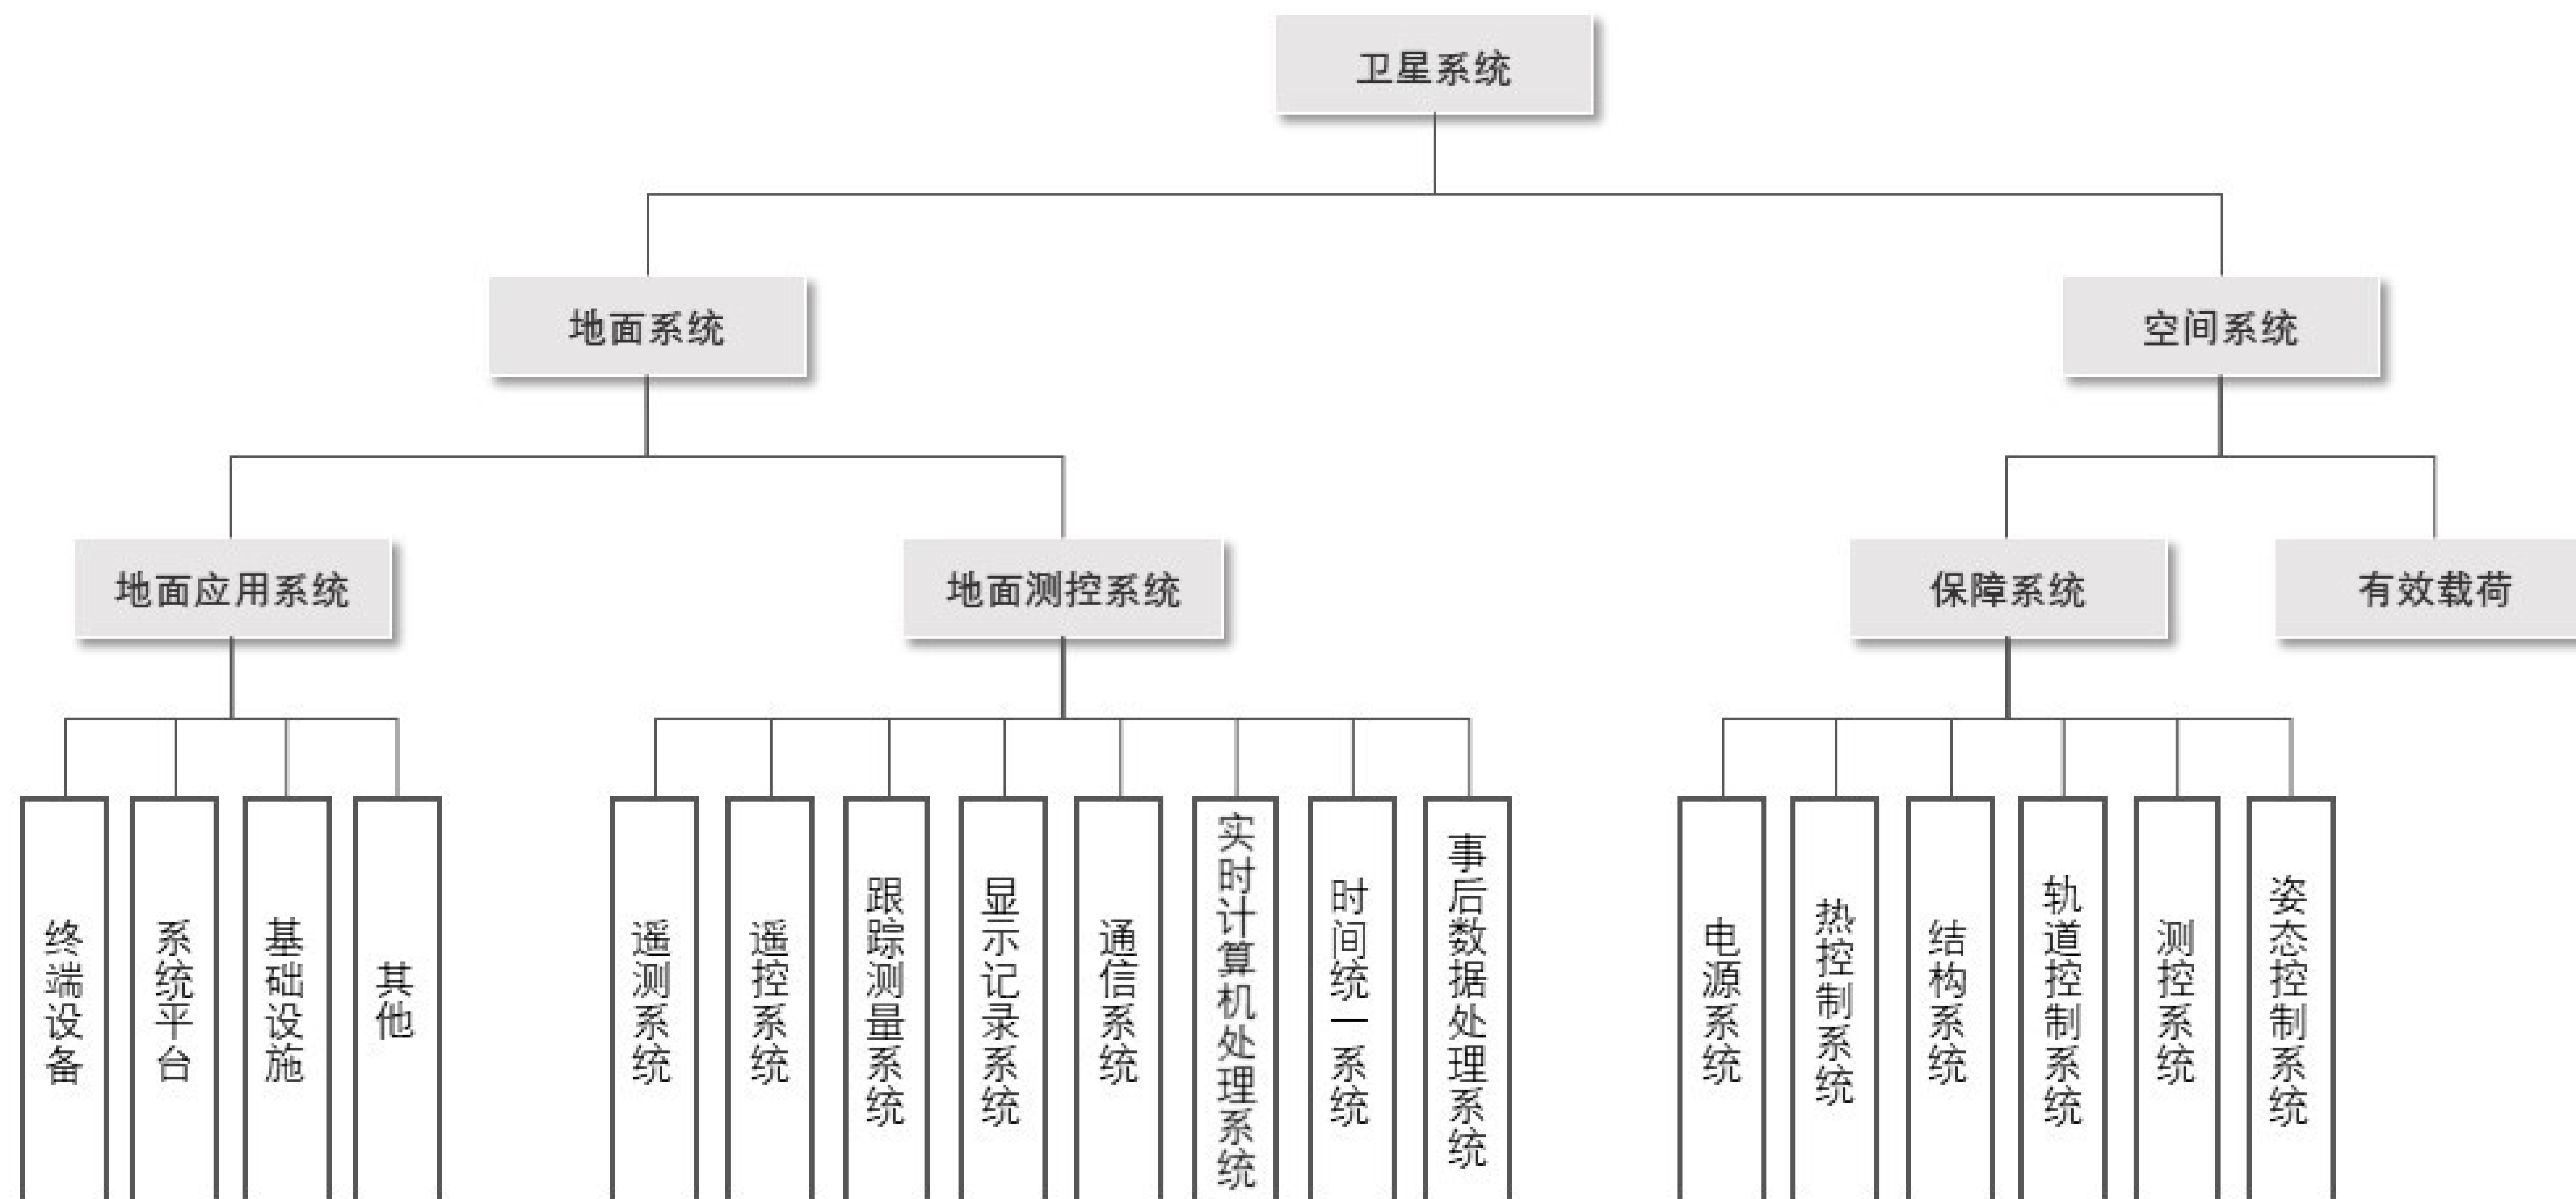 卫星系统
地面系统
空间系统
地面应用系统
地面测控系统
保障系统
有效载荷
终端设备
系统平台
基础设施
其他
遥测系统
遥控系统
跟踪测量系统
显示记录系统
通信系统
实时计算机处理系统
时间统一系统
事后数据处理系统
电源系统
热控制系统
结构系统
轨道控制系统
测控系统
姿态控制系统